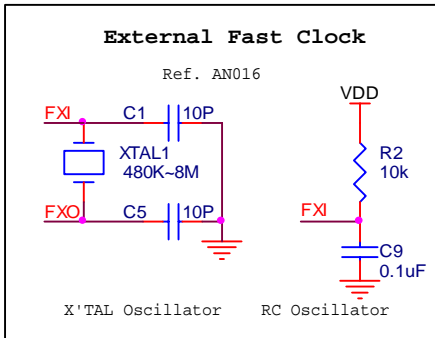 External Fast Clock
Ref. AN016
FXI
C1
10P
VDD
XTAL1
480K~8M
R2
10k
FXO
C5
10P
FXI
C9
0.1uF
X'TAL Oscillator
RC Oscillator